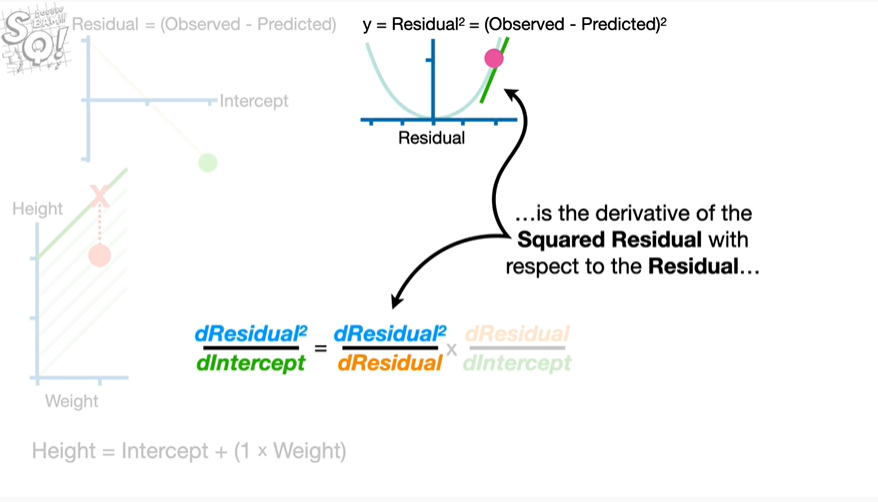 Residual = (Observed - Predicted)
y = Residual² = (Observed - Predicted)²
SQ!
Intercept
Residual
Height
...is the derivative of the
Squared Residual with
respect to the Residual...
dResidual² / dIntercept = dResidual² / dResidual x dResidual / dIntercept
Weight
Height = Intercept + (1 x Weight)